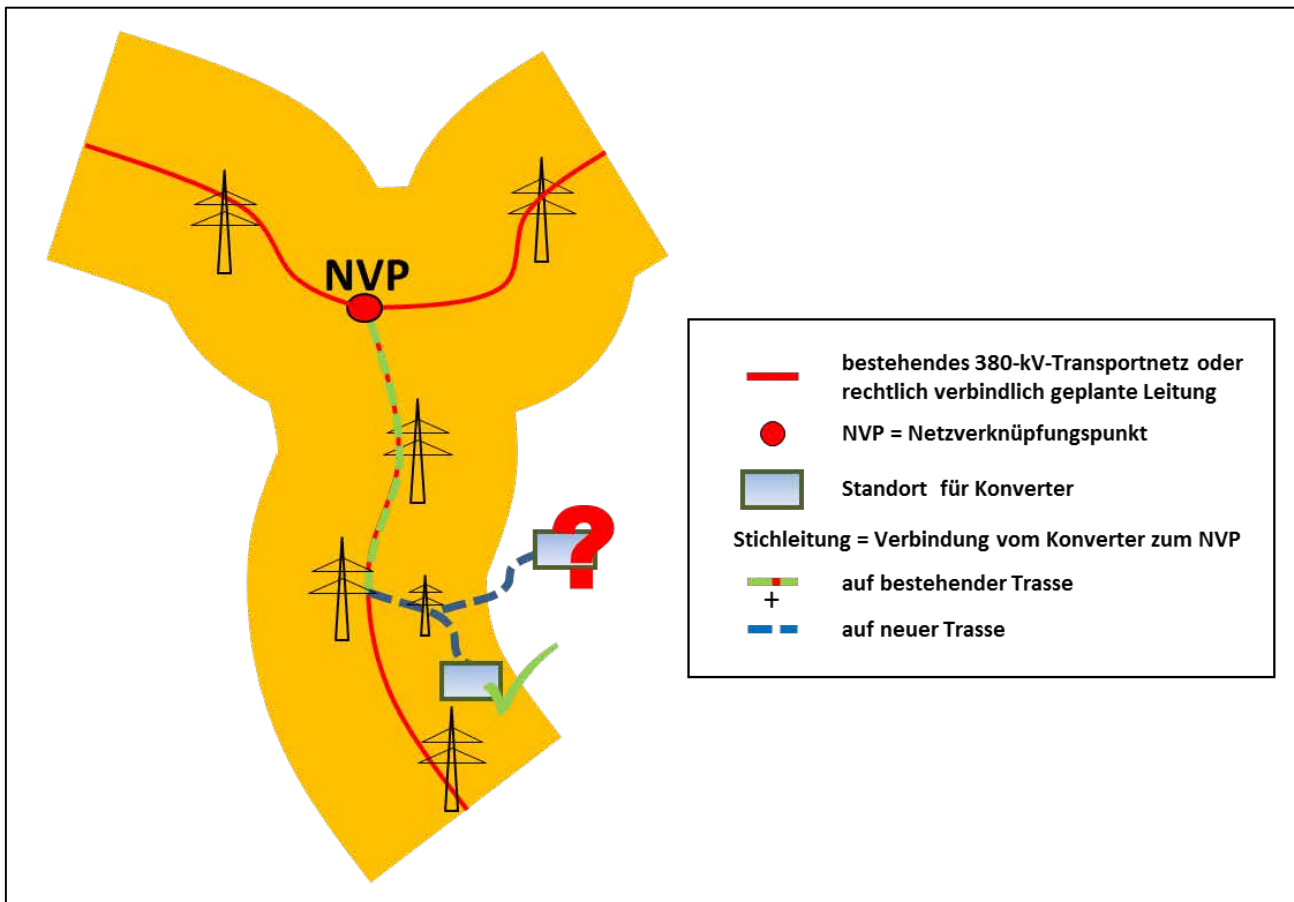 NVP
?
bestehendes 380-kV-Transportnetz oder
rechtlich verbindlich geplante Leitung
NVP = Netzverknüpfungspunkt
Standort für Konverter
Stichleitung = Verbindung vom Konverter zum NVP
auf bestehender Trasse
+
auf neuer Trasse